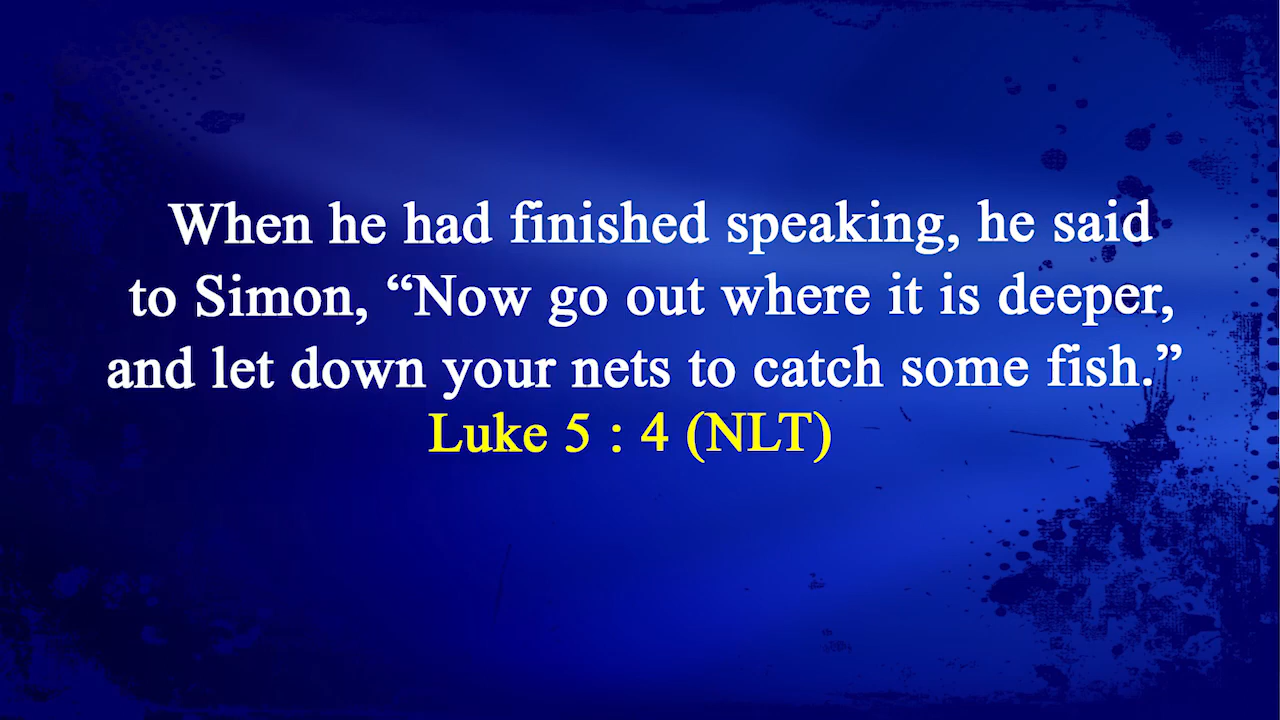 When he had finished speaking, he said
to Simon, “Now go out where it is deeper,
and let down your nets to catch some fish.”
Luke 5 : 4 (NLT)